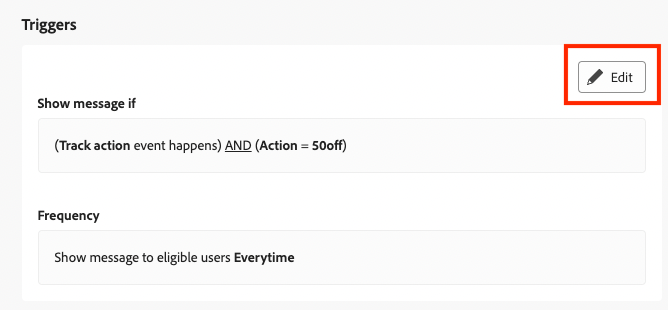 Triggers
Edit
Show message if
(Track action event happens) AND (Action = 50off)
Frequency
Show message to eligible users Everytime